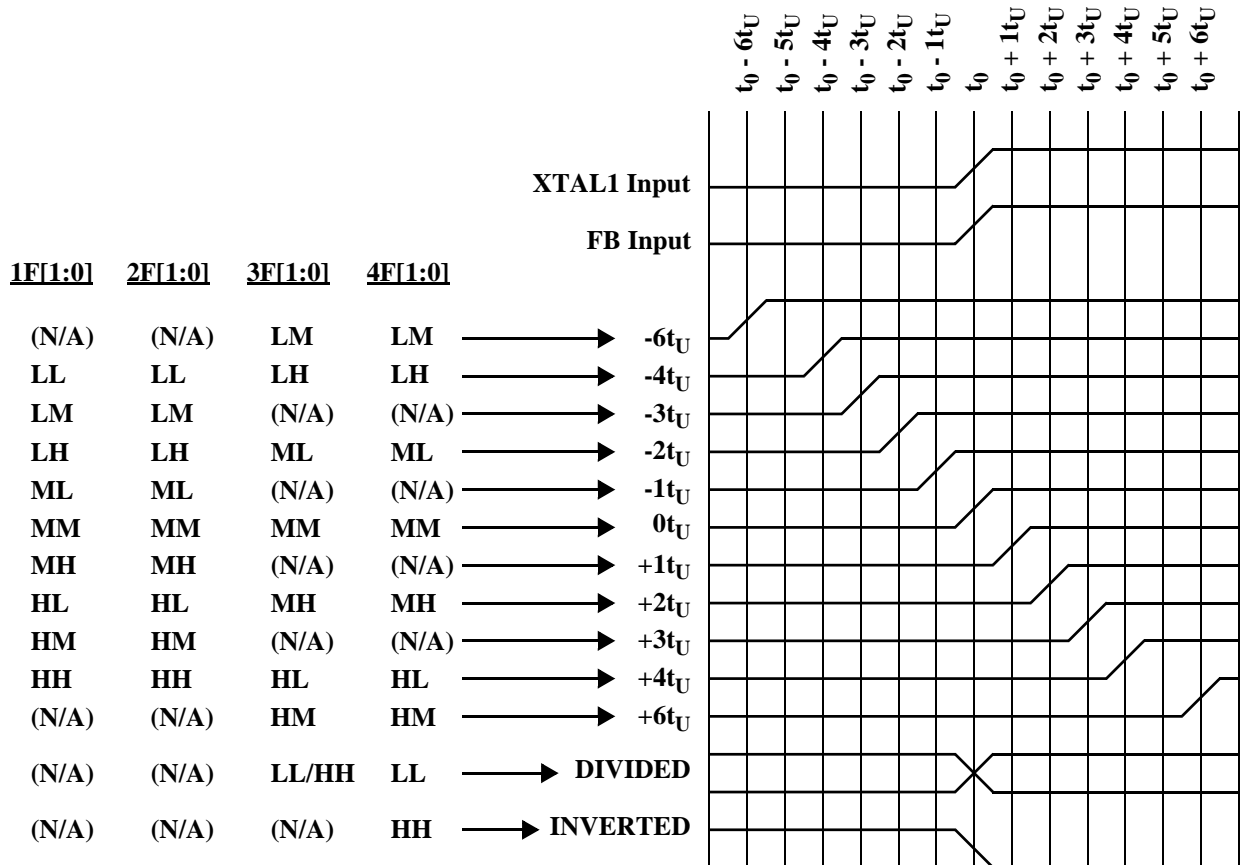 t0 - 6tU t0 - 5tU t0 - 4tU t0 - 3tU t0 - 2tU t0 - 1tU t0 t0 + 1tU t0 + 2tU t0 + 3tU t0 + 4tU t0 + 5tU t0 + 6tU
XTAL1 Input
FB Input
1F[1:0] 2F[1:0] 3F[1:0] 4F[1:0]
(N/A) (N/A) LM LM -6tU
LL LL LH LH -4tU
LM LM (N/A) (N/A) -3tU
LH LH ML ML -2tU
ML ML (N/A) (N/A) -1tU
MM MM MM MM 0tU
MH MH (N/A) (N/A) +1tU
HL HL MH MH +2tU
HM HM (N/A) (N/A) +3tU
HH HH HL HL +4tU
(N/A) (N/A) HM HM +6tU
(N/A) (N/A) LL/HH LL DIVIDED
(N/A) (N/A) (N/A) HH INVERTED